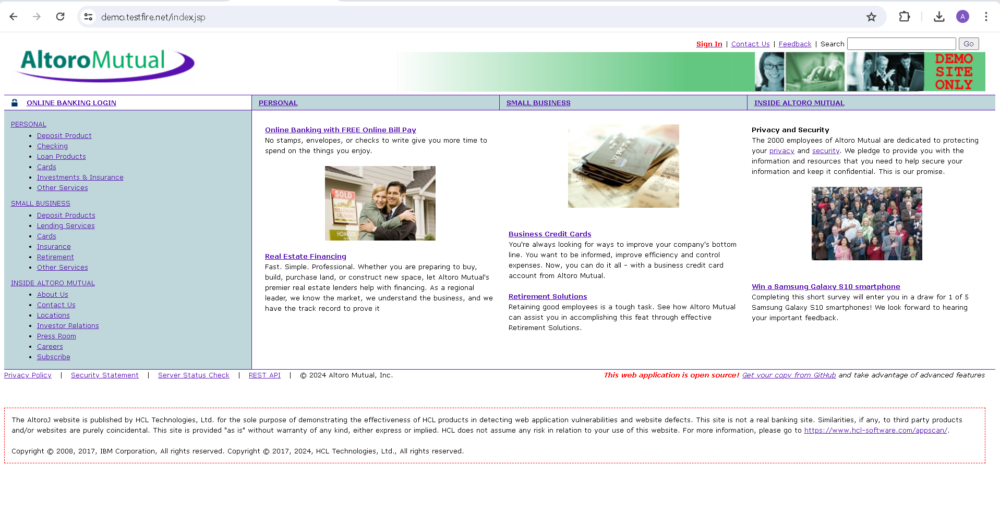 demo.testfire.net/index.jsp
A
Sign In | Contact Us | Feedback | Search
Go
AltoroMutual
DEMO
SITE
ONLY
ONLINE BANKING LOGIN
PERSONAL
SMALL BUSINESS
INSIDE ALTORO MUTUAL
PERSONAL
Deposit Product
Checking
Loan Products
Cards
Investments & Insurance
Other Services
SMALL BUSINESS
Deposit Products
Lending Services
Cards
Insurance
Retirement
Other Services
INSIDE ALTORO MUTUAL
About Us
Contact Us
Locations
Investor Relations
Press Room
Careers
Subscribe
Online Banking with FREE Online Bill Pay
No stamps, envelopes, or checks to write give you more time to
spend on the things you enjoy.
SOLD
Real Estate Financing
Fast. Simple. Professional. Whether you are preparing to buy,
build, purchase land, or construct new space, let Altoro Mutual's
premier real estate lenders help with financing. As a regional
leader, we know the market, we understand the business, and we
have the track record to prove it
Business Credit Cards
You're always looking for ways to improve your company's bottom
line. You want to be informed, improve efficiency and control
expenses. Now, you can do it all - with a business credit card
account from Altoro Mutual.
Retirement Solutions
Retaining good employees is a tough task. See how Altoro Mutual
can assist you in accomplishing this feat through effective
Retirement Solutions.
Privacy and Security
The 2000 employees of Altoro Mutual are dedicated to protecting
your privacy and security. We pledge to provide you with the
information and resources that you need to help secure your
information and keep it confidential. This is our promise.
Win a Samsung Galaxy S10 smartphone
Completing this short survey will enter you in a draw for 1 of 5
Samsung Galaxy S10 smartphones! We look forward to hearing
your important feedback.
Privacy Policy | Security Statement | Server Status Check | REST API | © 2024 Altoro Mutual, Inc.
This web application is open source! Get your copy from GitHub and take advantage of advanced features
The AltoroJ website is published by HCL Technologies, Ltd. for the sole purpose of demonstrating the effectiveness of HCL products in detecting web application vulnerabilities and website defects. This site is not a real banking site. Similarities, if any, to third party products
and/or websites are purely coincidental. This site is provided "as is" without warranty of any kind, either express or implied. HCL does not assume any risk in relation to your use of this website. For more information, please go to https://www.hcl-software.com/appscan/.
Copyright © 2008, 2017, IBM Corporation, All rights reserved. Copyright © 2017, 2024, HCL Technologies, Ltd., All rights reserved.